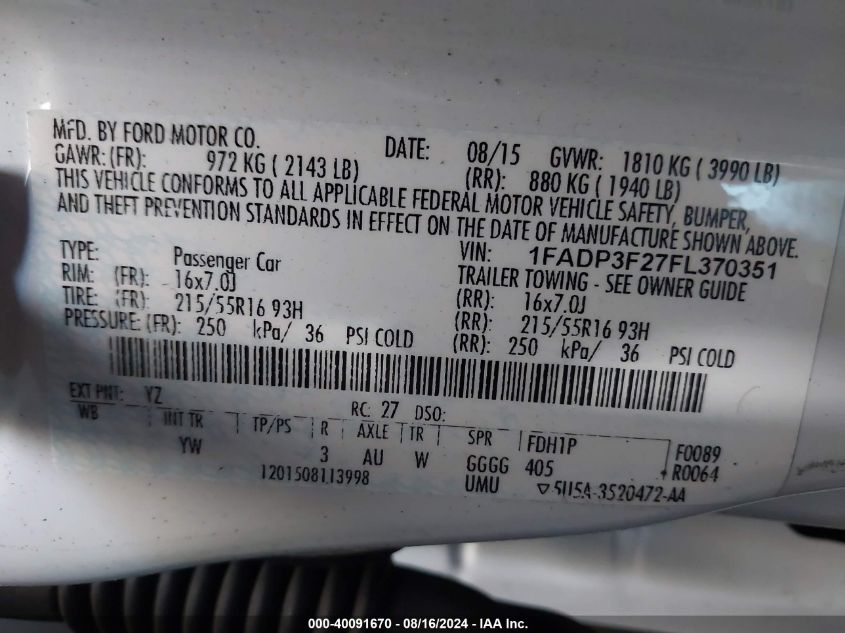 MFD. BY FORD MOTOR CO. DATE: 08/15 GVWR: 1810 KG ( 3990 LB)
GAWR: (FR): 972 KG ( 2143 LB) (RR): 880 KG ( 1940 LB)
THIS VEHICLE CONFORMS TO ALL APPLICABLE FEDERAL MOTOR VEHICLE SAFETY, BUMPER,
AND THEFT PREVENTION STANDARDS IN EFFECT ON THE DATE OF MANUFACTURE SHOWN ABOVE.
VIN: 1FADP3F27FL370351
TYPE: Passenger Car TRAILER TOWING - SEE OWNER GUIDE
RIM: (FR): 16x7.0J (RR): 16x7.0J
TIRE: (FR): 215/55R16 93H (RR): 215/55R16 93H
PRESSURE: (FR): 250 kPa/ 36 PSI COLD (RR): 250 kPa/ 36 PSI COLD
EXT PNT: YZ RC: 27 DSO:
WB INT TR TP/PS R AXLE TR SPR FDH1P F0089
YW 3 AU W GGGG 405 R0064
1201508113998 UMU 5U5A-3520472-AA
000-40091670 - 08/16/2024 - IAA Inc.